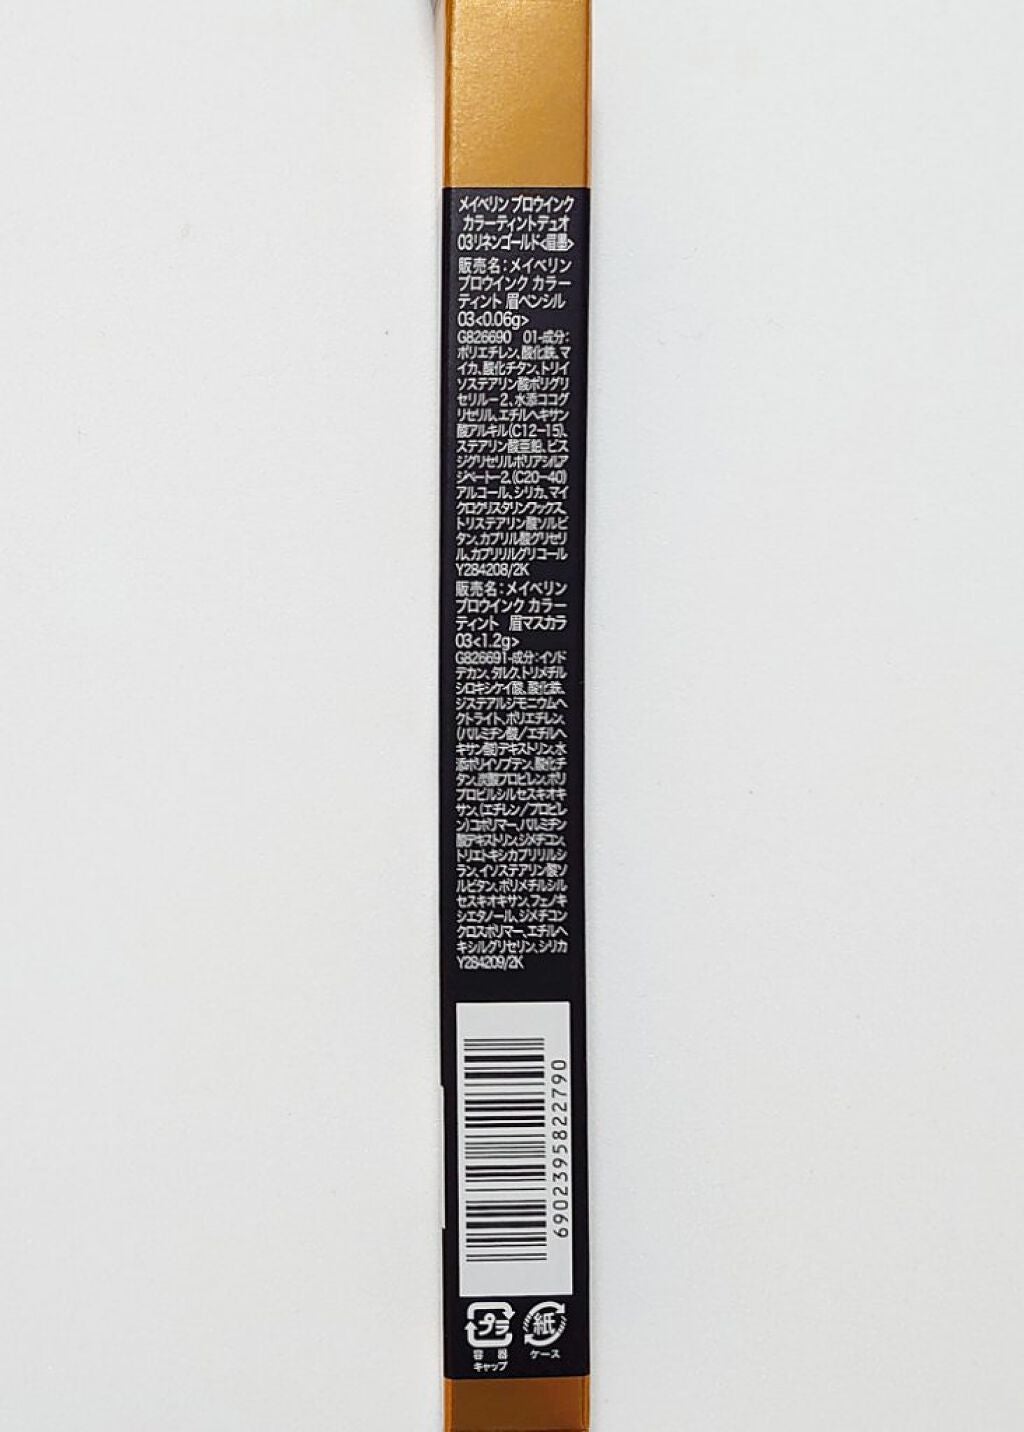 メイベリン ブロウインク
カラーティントデュオ
03リネンゴールド<眉墨>
販売名：メイベリン
ブロウインク カラー
ティント 眉ペンシル
03<0.06g>
G826690 01-成分：
ポリエチレン、酸化鉄、マ
イカ、酸化チタン、トリイ
ソステアリン酸ポリグリ
セリル－2、水添ココグ
リセリル、エチルヘキサン
酸アルキル(C12-15)、
ステアリン酸亜鉛、ビス
ジグリセリルポリアシルア
ジペート-2、(C20-40)
アルコール、シリカ、マイ
クロクリスタリンワックス、
トリステアリン酸ソルビ
タン、カプリル酸グリセリ
ル、カプリリルグリコール
Y284208/2K
販売名：メイベリン
ブロウインク カラー
ティント 眉マスカラ
03<1.2g>
G826691-成分：イソド
デカン、タルク、トリメチル
シロキシケイ酸、酸化鉄、
ジステアルジモニウムヘ
クトライト、ポリエチレン、
(パルミチン酸/エチルヘ
キサン酸)デキストリン、水
添ポリイソブテン、酸化チ
タン、炭酸プロピレン、ポリ
プロピルシルセスキオキ
サン、(エチレン/プロピレ
ン)コポリマー、パルミチン
酸デキストリン、ジメチコン、
トリエトキシカプリリルシ
ラン、イソステアリン酸ソ
ルビタン、ポリメチルシル
セスキオキサン、フェノキ
シエタノール、ジメチコン
クロスポリマー、エチルヘ
キシルグリセリン、シリカ
Y284209/2K
6902395822790
プラ 紙
容器 ケース
キャップ